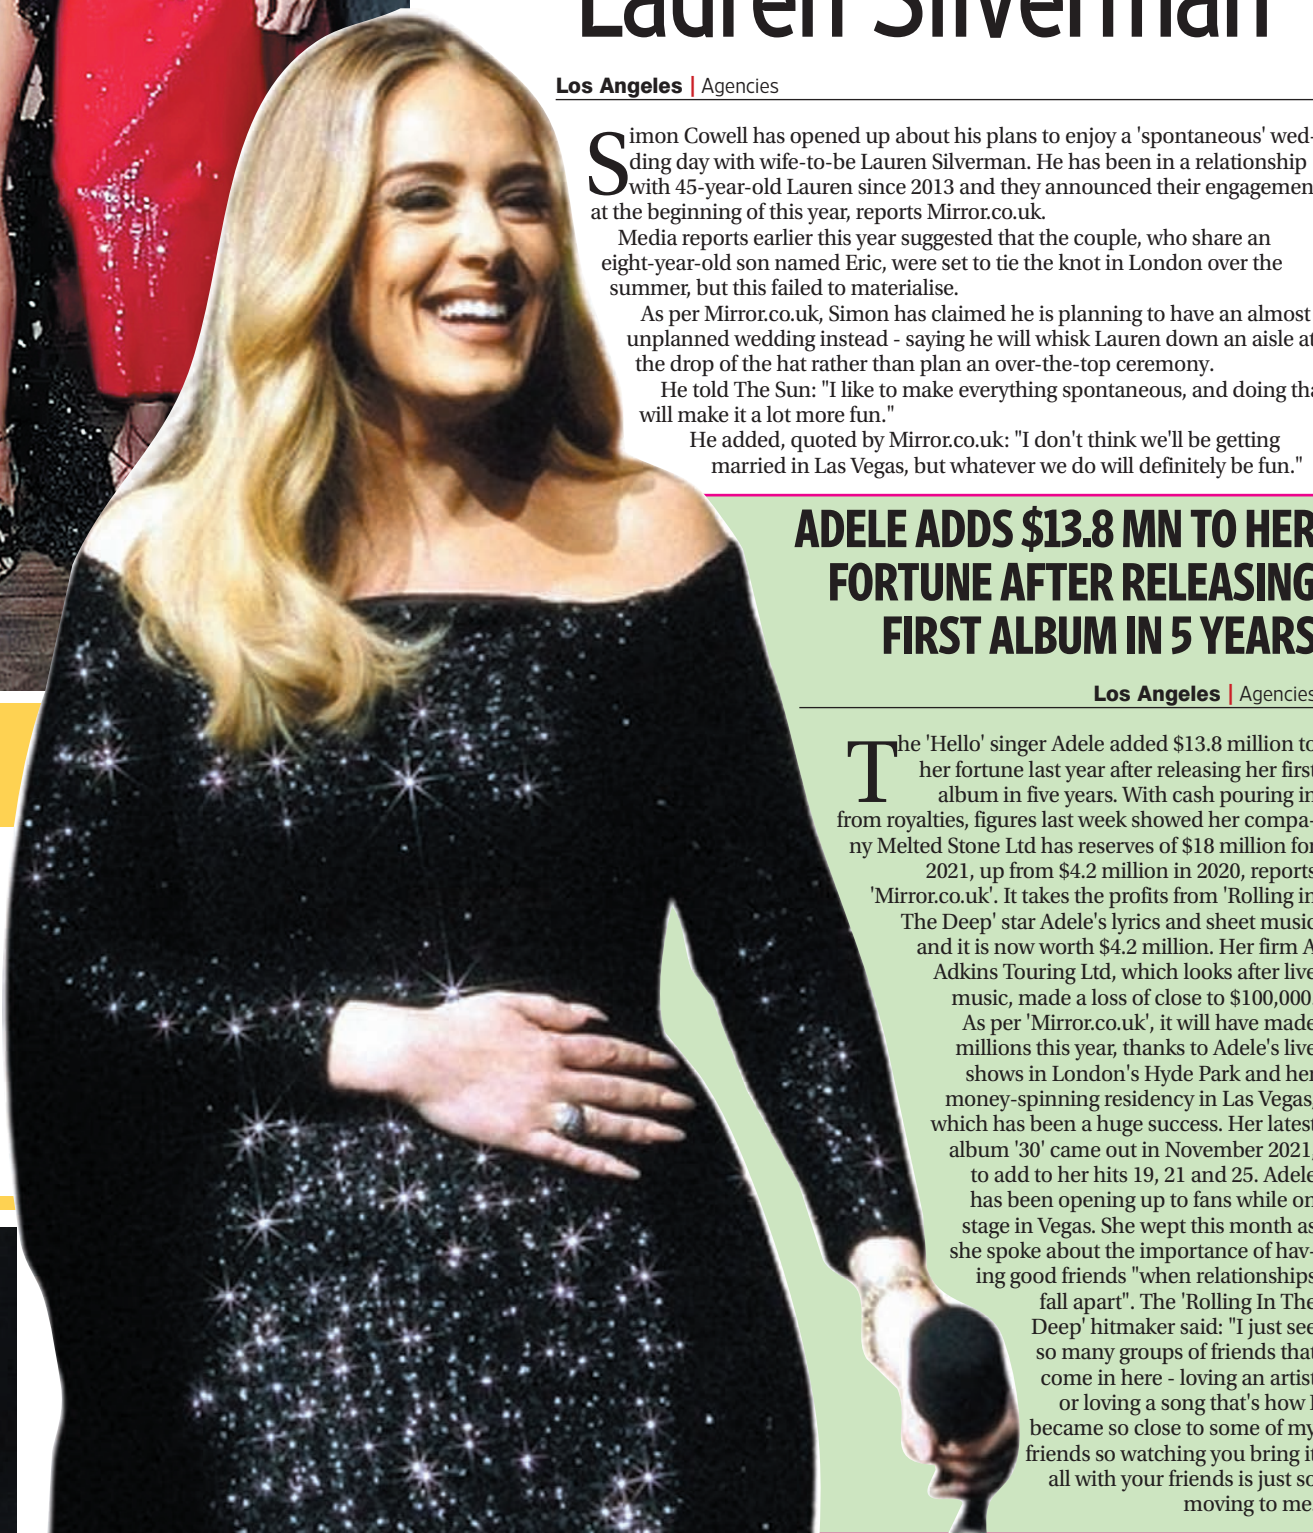 Lauren Silverman
Los Angeles | Agencies
Simon Cowell has opened up about his plans to enjoy a 'spontaneous' wed-
ding day with wife-to-be Lauren Silverman. He has been in a relationship
with 45-year-old Lauren since 2013 and they announced their engagemen
at the beginning of this year, reports Mirror.co.uk.
Media reports earlier this year suggested that the couple, who share an
eight-year-old son named Eric, were set to tie the knot in London over the
summer, but this failed to materialise.
As per Mirror.co.uk, Simon has claimed he is planning to have an almost
unplanned wedding instead - saying he will whisk Lauren down an aisle at
the drop of the hat rather than plan an over-the-top ceremony.
He told The Sun: "I like to make everything spontaneous, and doing tha
will make it a lot more fun."
He added, quoted by Mirror.co.uk: "I don't think we'll be getting
married in Las Vegas, but whatever we do will definitely be fun."
ADELE ADDS $13.8 MN TO HER
FORTUNE AFTER RELEASING
FIRST ALBUM IN 5 YEARS
Los Angeles | Agencies
The 'Hello' singer Adele added $13.8 million to
her fortune last year after releasing her first
album in five years. With cash pouring in
from royalties, figures last week showed her compa-
ny Melted Stone Ltd has reserves of $18 million for
2021, up from $4.2 million in 2020, reports
'Mirror.co.uk'. It takes the profits from 'Rolling in
The Deep' star Adele's lyrics and sheet music
and it is now worth $4.2 million. Her firm A
Adkins Touring Ltd, which looks after live
music, made a loss of close to $100,000.
As per 'Mirror.co.uk', it will have made
millions this year, thanks to Adele's live
shows in London's Hyde Park and her
money-spinning residency in Las Vegas,
which has been a huge success. Her latest
album '30' came out in November 2021,
to add to her hits 19, 21 and 25. Adele
has been opening up to fans while on
stage in Vegas. She wept this month as
she spoke about the importance of hav-
ing good friends "when relationships
fall apart". The 'Rolling In The
Deep' hitmaker said: "I just see
so many groups of friends that
come in here - loving an artist
or loving a song that's how I
became so close to some of my
friends so watching you bring it
all with your friends is just so
moving to me